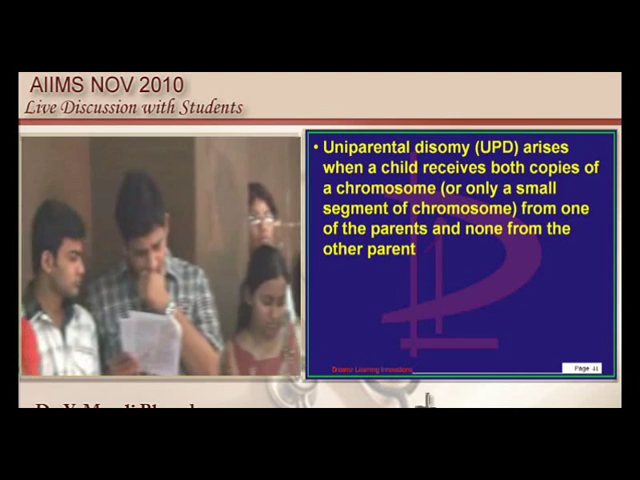 AIIMS NOV 2010
Live Discussion with Students
• Uniparental disomy (UPD) arises
when a child receives both copies of
a chromosome (or only a small
segment of chromosome) from one
of the parents and none from the
other parent
Learning Innovations
Page